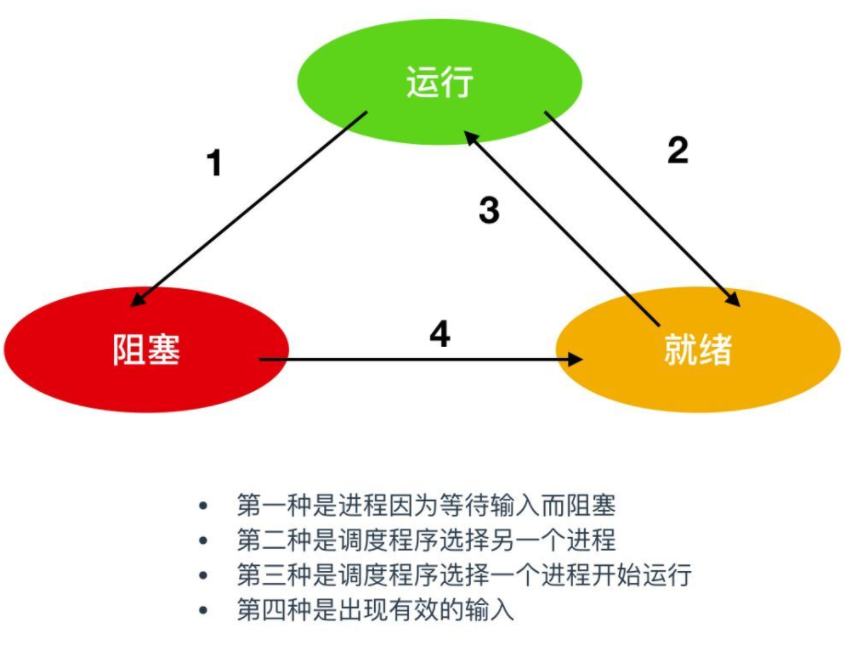 运行
1
2
3
阻塞
4
就绪
• 第一种是进程因为等待输入而阻塞
• 第二种是调度程序选择另一个进程
• 第三种是调度程序选择一个进程开始运行
• 第四种是出现有效的输入